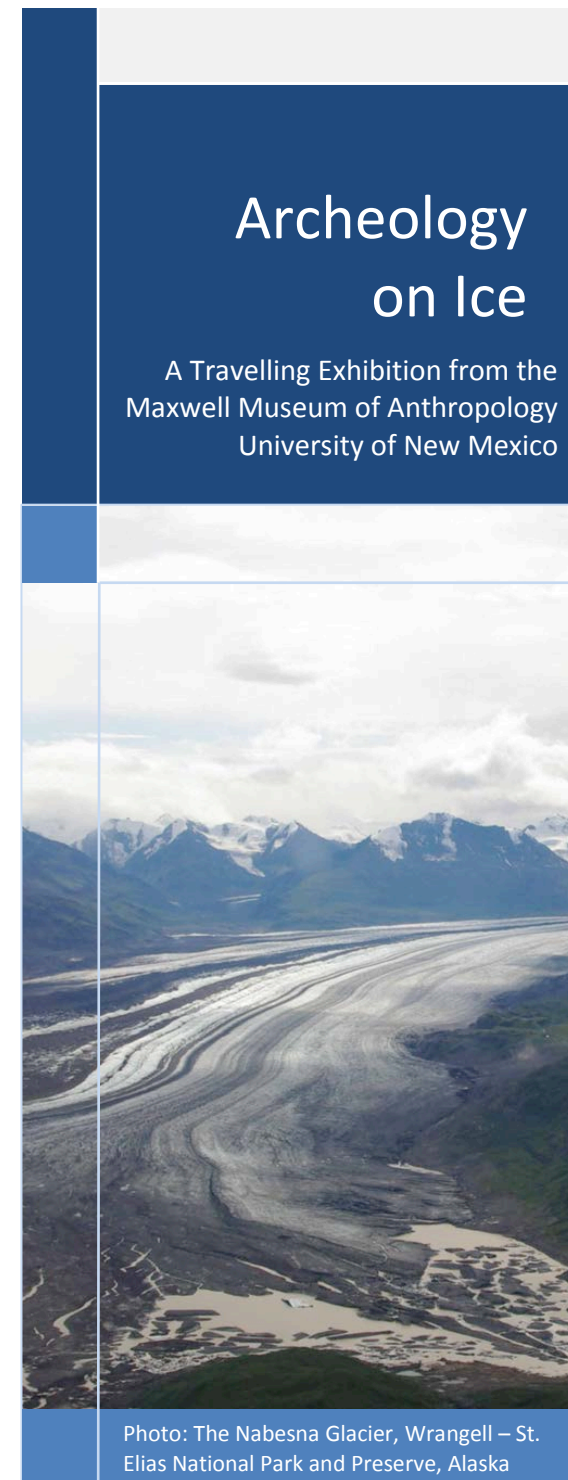 Archeology
on Ice
A Travelling Exhibition from the
Maxwell Museum of Anthropology
University of New Mexico
Photo: The Nabesna Glacier, Wrangell – St.
Elias National Park and Preserve, Alaska